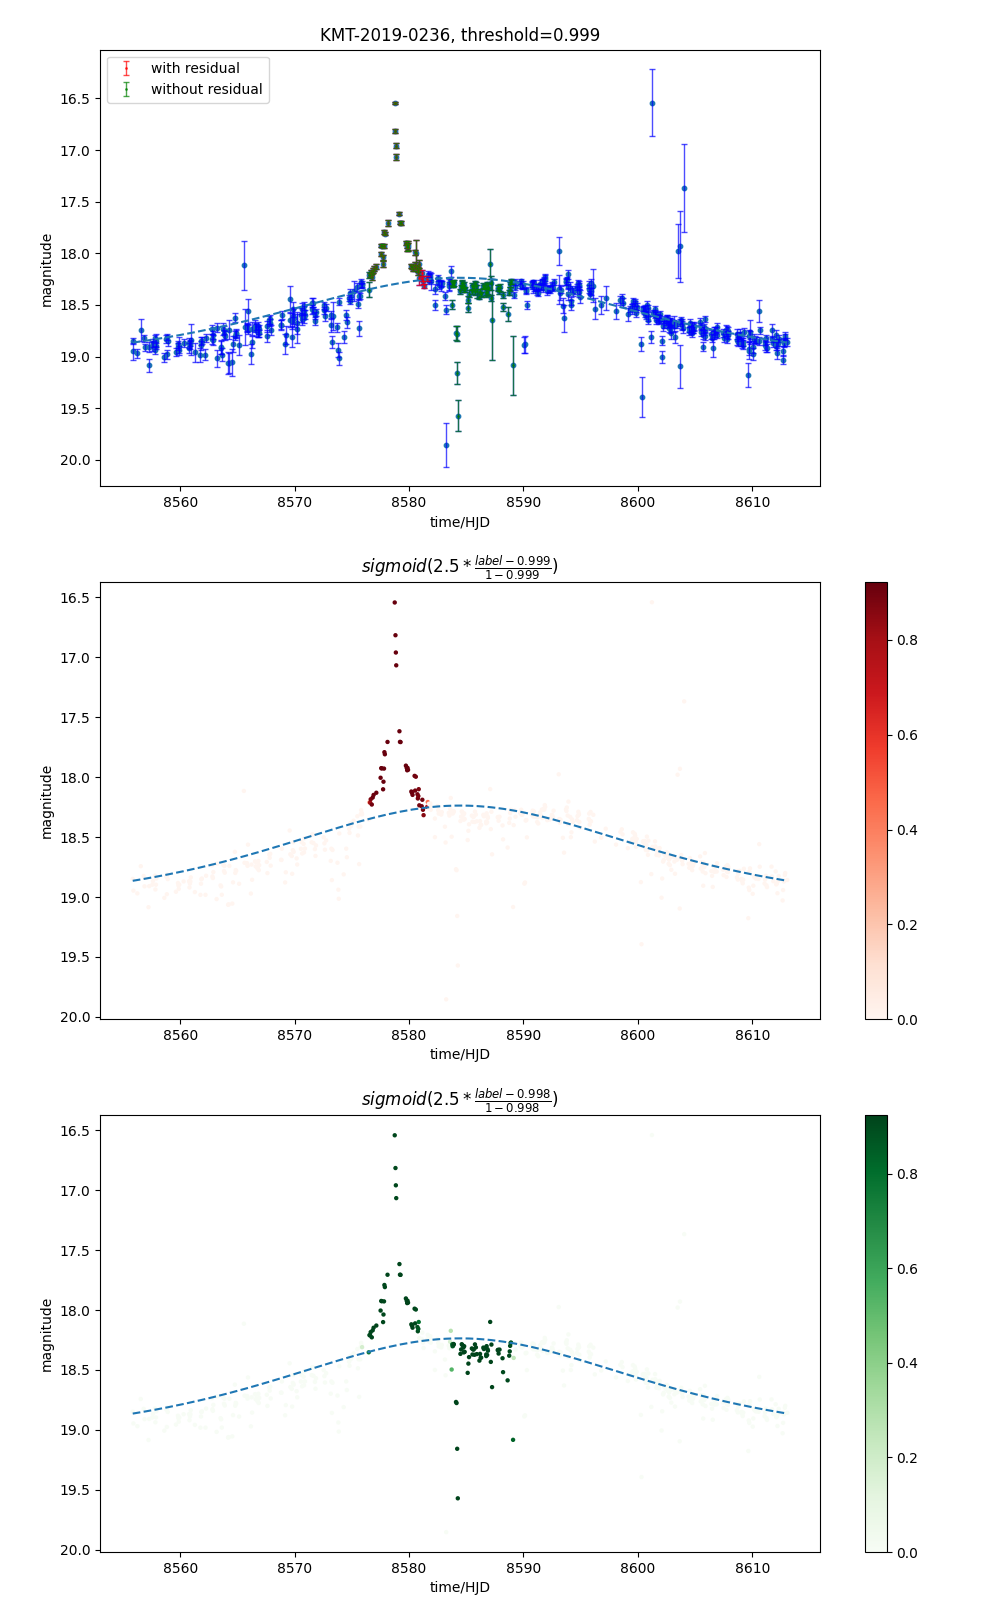 KMT-2019-0236, threshold=0.999
with residual
without residual
16.5
17.0
17.5
18.0
18.5
19.0
19.5
20.0
magnitude
8560 8570 8580 8590 8600 8610
time/HJD
sigmoid(2.5 * \frac{label - 0.999}{1 - 0.999})
16.5
17.0
17.5
18.0
18.5
19.0
19.5
20.0
magnitude
8560 8570 8580 8590 8600 8610
time/HJD
0.8
0.6
0.4
0.2
0.0
sigmoid(2.5 * \frac{label - 0.998}{1 - 0.998})
16.5
17.0
17.5
18.0
18.5
19.0
19.5
20.0
magnitude
8560 8570 8580 8590 8600 8610
time/HJD
0.8
0.6
0.4
0.2
0.0